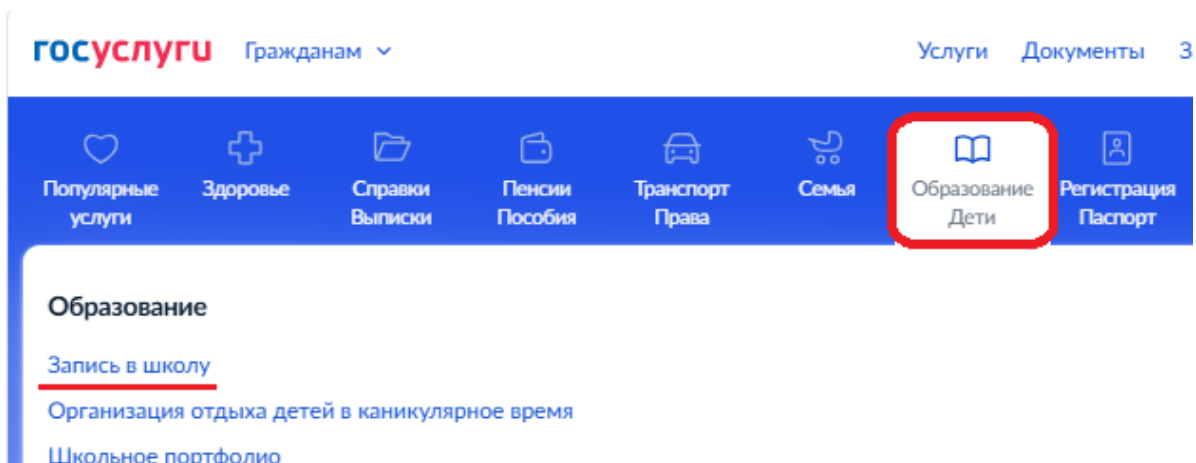 госуслуги Гражданам Услуги Документы
Популярные Здоровье Справки Пенсии Транспорт Семья Образование Регистрация
услуги Выписки Пособия Права Дети Паспорт
Образование
Запись в школу
Организация отдыха детей в каникулярное время
Школьное портфолио